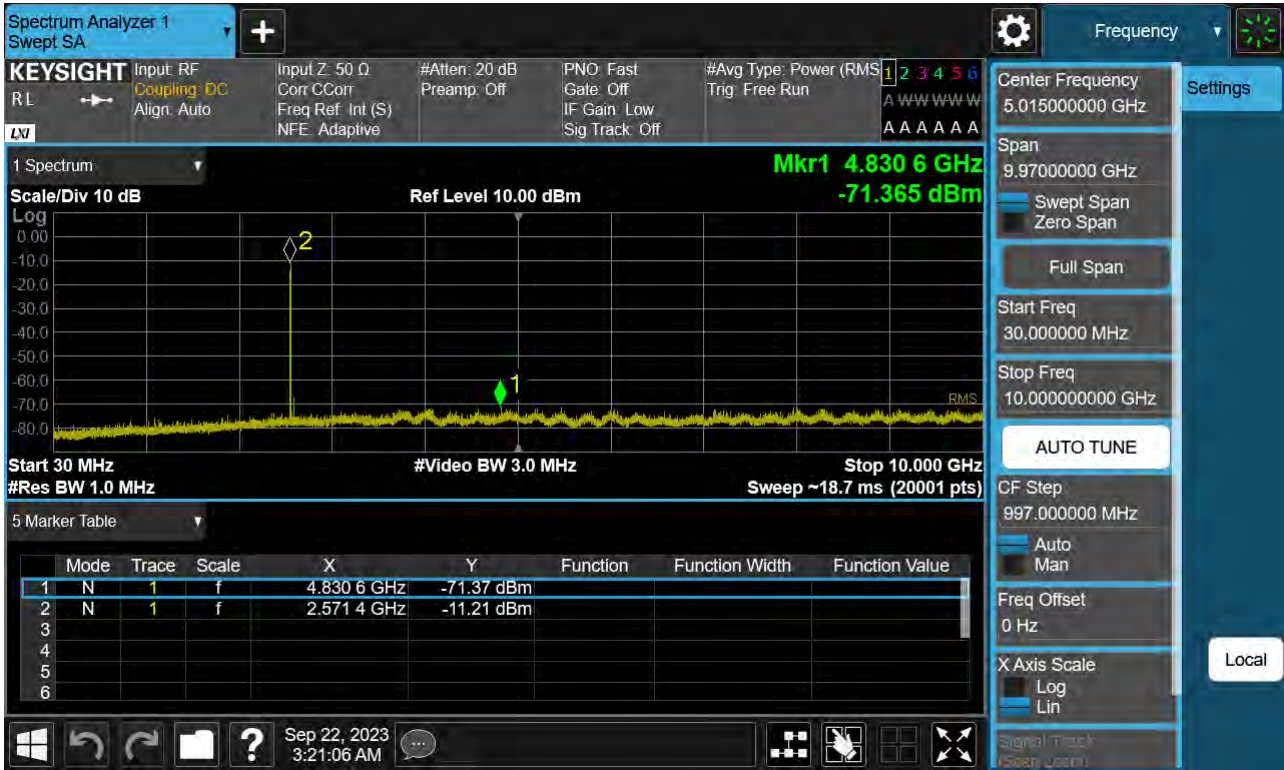 Spectrum Analyzer 1
Swept SA
Frequency
KEYSIGHT
RL
LXI
Input: RF
Coupling: DC
Align: Auto
Input Z: 50 Ω
Corr CCorr
Freq Ref: Int (S)
NFE: Adaptive
#Atten: 20 dB
Preamp: Off
PNO: Fast
Gate: Off
IF Gain: Low
Sig Track: Off
#Avg Type: Power (RMS
Trig: Free Run
1 2 3 4 5 6
A W W W W W
A A A A A A
1 Spectrum
Mkr1 4.830 6 GHz
Scale/Div 10 dB
Ref Level 10.00 dBm
-71.365 dBm
Log
0.00
-10.0
-20.0
-30.0
-40.0
-50.0
-60.0
-70.0
-80.0
2
1
RMS
Start 30 MHz
#Video BW 3.0 MHz
Stop 10.000 GHz
#Res BW 1.0 MHz
Sweep ~18.7 ms (20001 pts)
5 Marker Table
Mode Trace Scale X Y Function Function Width Function Value
1 N 1 f 4.830 6 GHz -71.37 dBm
2 N 1 f 2.571 4 GHz -11.21 dBm
3
4
5
6
Sep 22, 2023
3:21:06 AM
Center Frequency
5.015000000 GHz
Settings
Span
9.97000000 GHz
Swept Span
Zero Span
Full Span
Start Freq
30.000000 MHz
Stop Freq
10.000000000 GHz
AUTO TUNE
CF Step
997.000000 MHz
Auto
Man
Freq Offset
0 Hz
X Axis Scale
Log
Lin
Local
Signal Track
(Span Zoom)